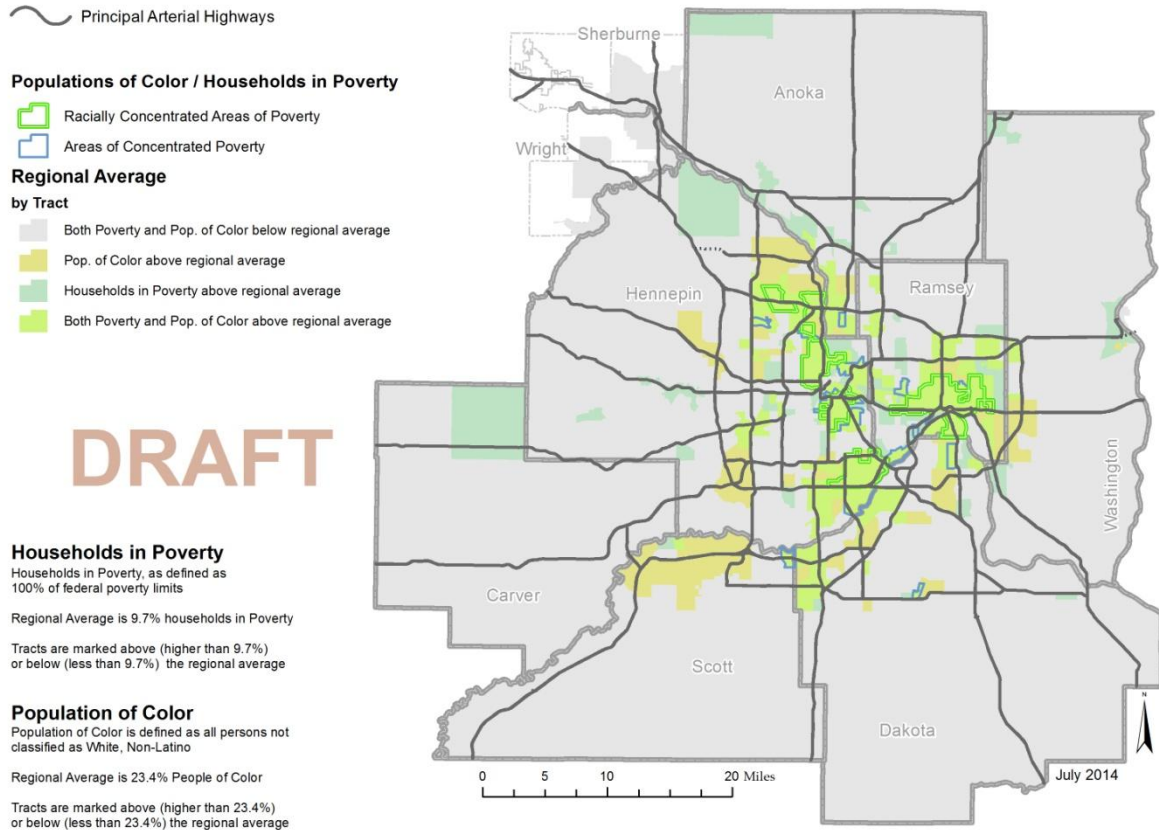 Principal Arterial Highways
Populations of Color / Households in Poverty
Racially Concentrated Areas of Poverty
Areas of Concentrated Poverty
Regional Average
by Tract
Both Poverty and Pop. of Color below regional average
Pop. of Color above regional average
Households in Poverty above regional average
Both Poverty and Pop. of Color above regional average
DRAFT
Households in Poverty
Households in Poverty, as defined as
100% of federal poverty limits
Regional Average is 9.7% households in Poverty
Tracts are marked above (higher than 9.7%)
or below (less than 9.7%) the regional average
Population of Color
Population of Color is defined as all persons not
classified as White, Non-Latino
Regional Average is 23.4% People of Color
Tracts are marked above (higher than 23.4%)
or below (less than 23.4%) the regional average
Sherburne
Anoka
Wright
Hennepin
Ramsey
Washington
Carver
Scott
Dakota
N
July 2014
0 5 10 20 Miles